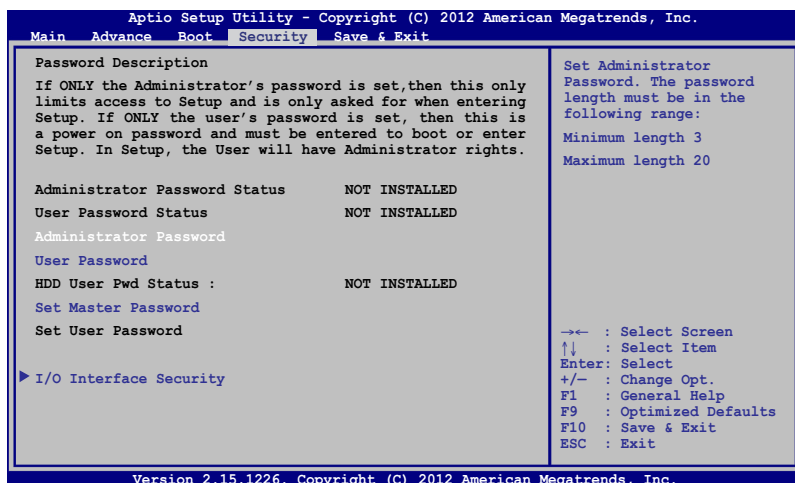 Aptio Setup Utility - Copyright (C) 2012 American Megatrends, Inc.
Main Advance Boot Security Save & Exit
Password Description
If ONLY the Administrator's password is set,then this only
limits access to Setup and is only asked for when entering
Setup. If ONLY the user's password is set, then this is
a power on password and must be entered to boot or enter
Setup. In Setup, the User will have Administrator rights.
Administrator Password Status NOT INSTALLED
User Password Status NOT INSTALLED
Administrator Password
User Password
HDD User Pwd Status : NOT INSTALLED
Set Master Password
Set User Password
I/O Interface Security
Set Administrator
Password. The password
length must be in the
following range:
Minimum length 3
Maximum length 20
→← : Select Screen
↑↓ : Select Item
Enter: Select
+/— : Change Opt.
F1 : General Help
F9 : Optimized Defaults
F10 : Save & Exit
ESC : Exit
Version 2.15.1226. Copyright (C) 2012 American Megatrends, Inc.